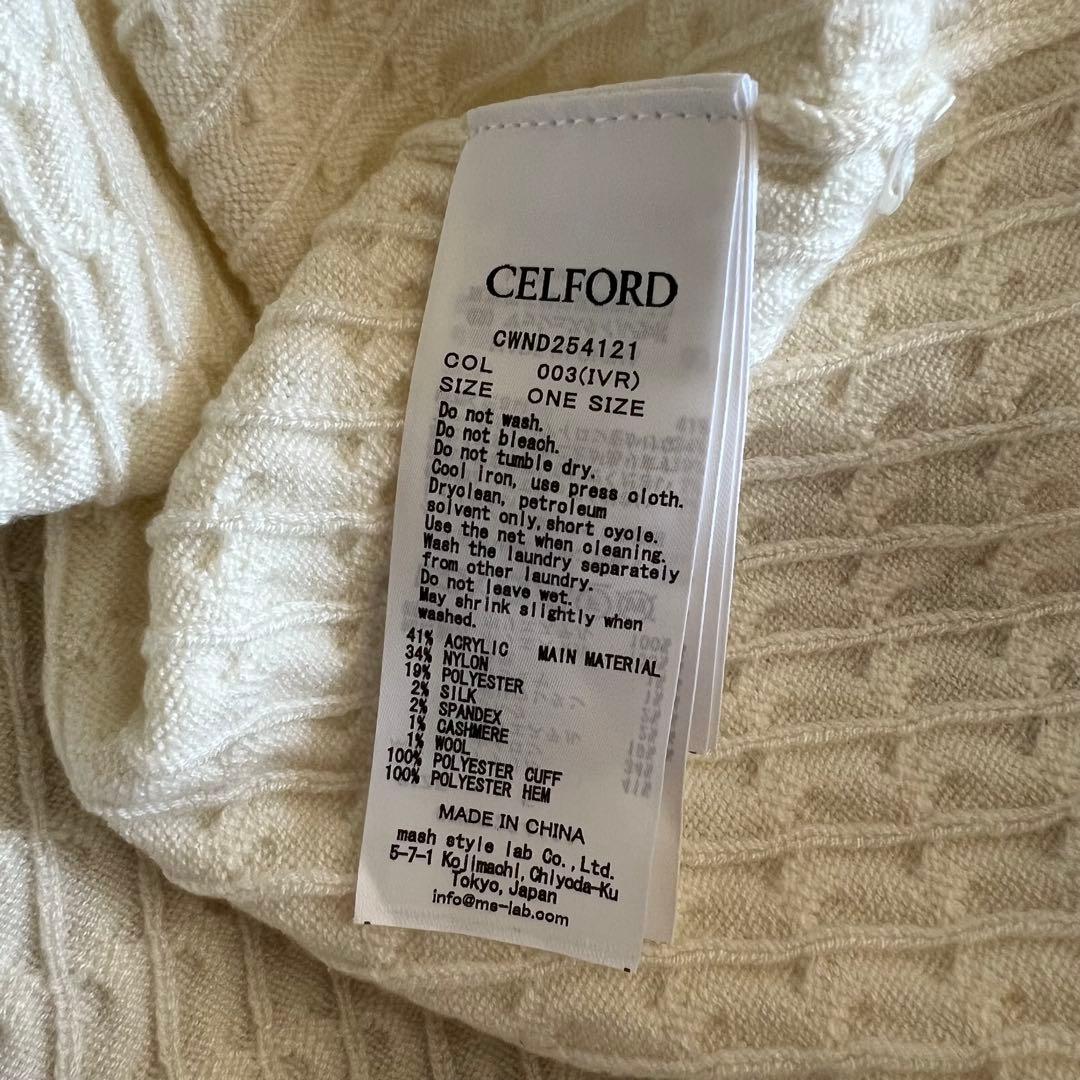 CELFORD
CWND254121
COL 003(IVR)
SIZE ONE SIZE
Do not wash.
Do not bleach.
Do not tumble dry.
Cool iron, use press cloth.
Dryclean, petroleum
solvent only,short cycle.
Use the net when cleaning.
Wash the laundry separately
from other laundry.
Do not leave wet.
May shrink slightly when
washed.
41% ACRYLIC MAIN MATERIAL
34% NYLON
19% POLYESTER
2% SILK
2% SPANDEX
1% CASHMERE
1% WOOL
100% POLYESTER CUFF
100% POLYESTER HEM
MADE IN CHINA
mash style lab Co.,Ltd.
5-7-1 Kojimachi,Chiyoda-Ku
Tokyo,Japan
info@ms-lab.com